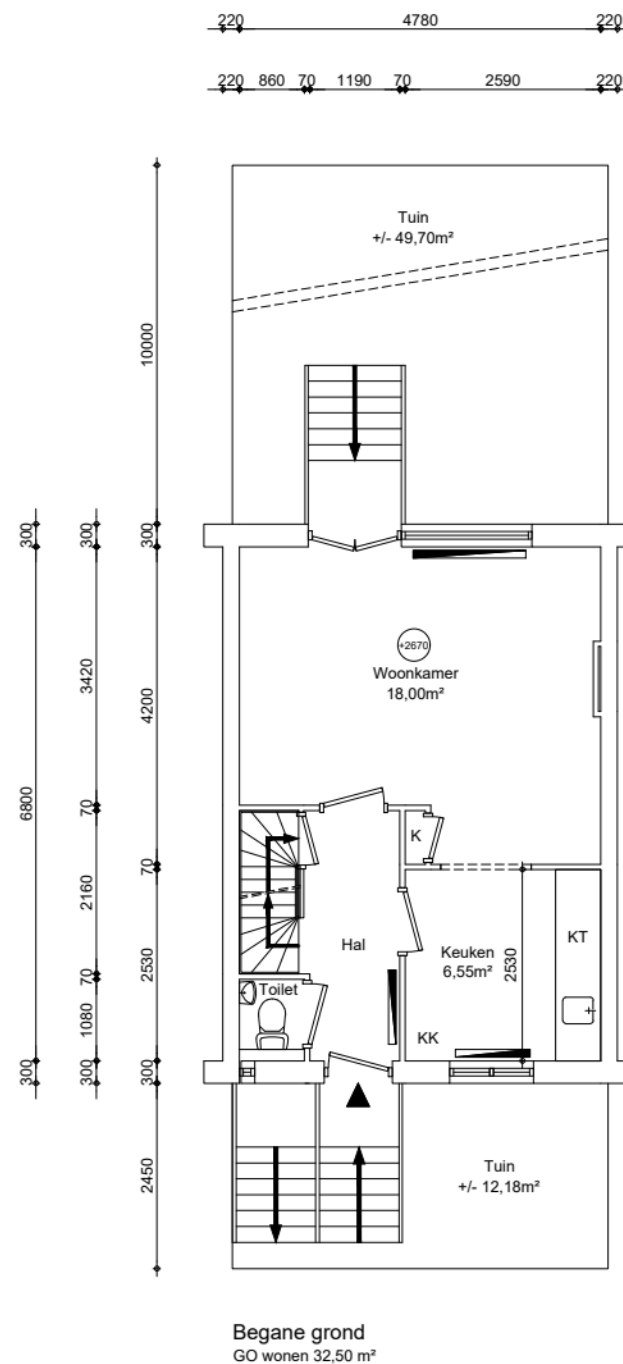 220 4780 220
220 860 70 1190 70 2590 220
Tuin
+/- 49,70m²
10000
300 300 300
+2670
Woonkamer
18,00m²
3420
4200
6800
70
K
70
2160
Hal
Keuken
6,55m²
2530
KT
2530
70
Toilet
1080
KK
300 300 300
2450
Tuin
+/- 12,18m²
Begane grond
GO wonen 32,50 m²